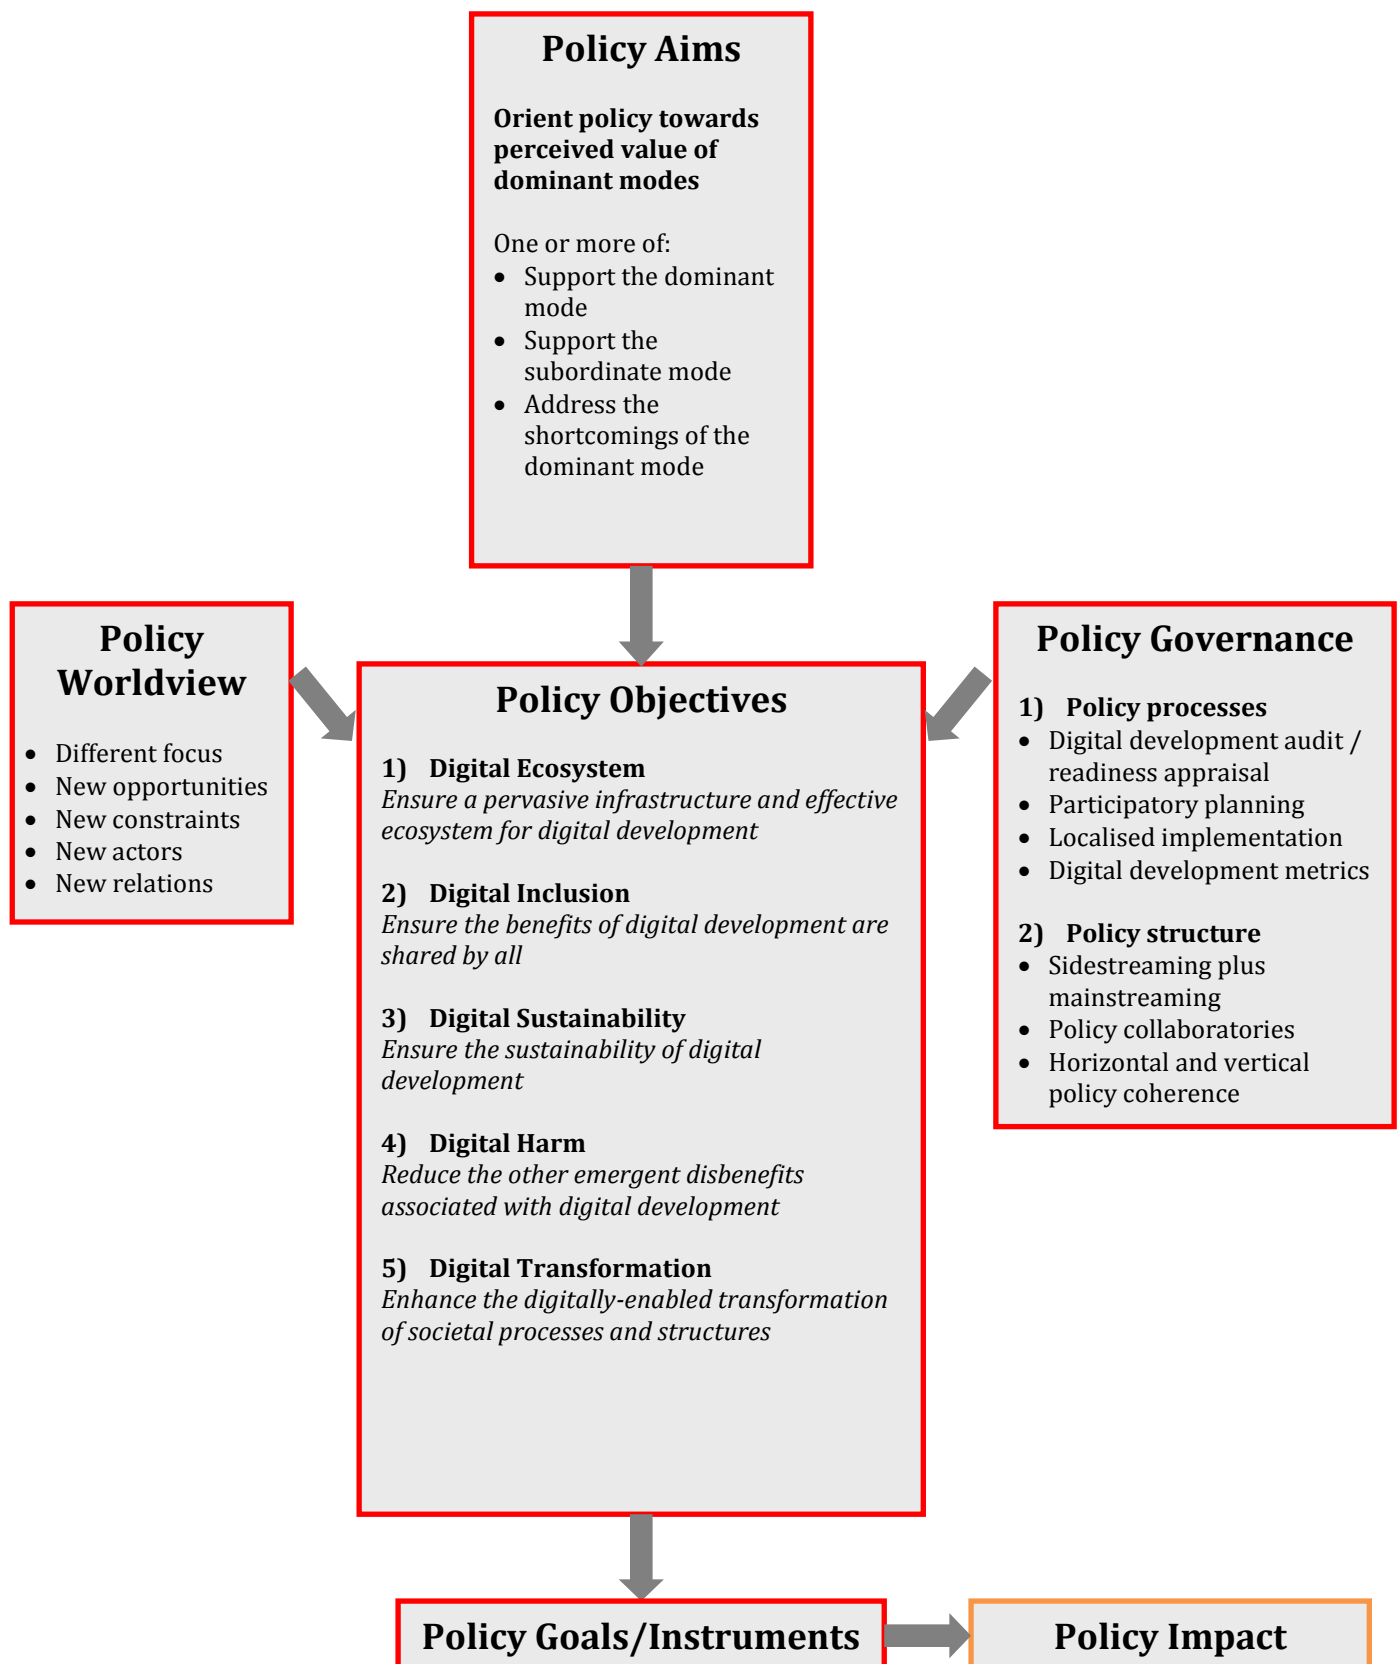 Policy Aims
Orient policy towards
perceived value of
dominant modes
One or more of:
• Support the dominant
mode
• Support the
subordinate mode
• Address the
shortcomings of the
dominant mode
Policy
Worldview
• Different focus
• New opportunities
• New constraints
• New actors
• New relations
Policy Objectives
1) Digital Ecosystem
Ensure a pervasive infrastructure and effective
ecosystem for digital development
2) Digital Inclusion
Ensure the benefits of digital development are
shared by all
3) Digital Sustainability
Ensure the sustainability of digital
development
4) Digital Harm
Reduce the other emergent disbenefits
associated with digital development
5) Digital Transformation
Enhance the digitally-enabled transformation
of societal processes and structures
Policy Governance
1) Policy processes
• Digital development audit /
readiness appraisal
• Participatory planning
• Localised implementation
• Digital development metrics
2) Policy structure
• Sidestreaming plus
mainstreaming
• Policy collaboratories
• Horizontal and vertical
policy coherence
Policy Goals/Instruments
Policy Impact